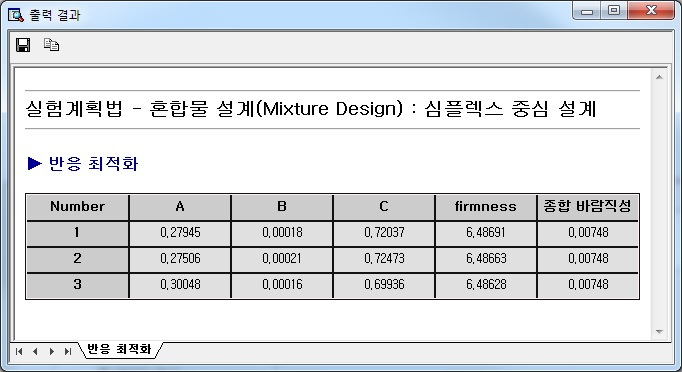 출력 결과
실험계획법 - 혼합물 설계(Mixture Design) : 심플렉스 중심 설계
▶ 반응 최적화
Number A B C firmness 종합 바람직성
1 0,27945 0,00018 0,72037 6,48691 0,00748
2 0,27506 0,00021 0,72473 6,48663 0,00748
3 0,30048 0,00016 0,69936 6,48628 0,00748
반응 최적화